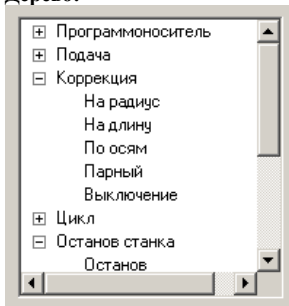 Программоноситель
Подача
Коррекция
На радиус
На длину
По осям
Парный
Выключение
Цикл
Останов станка
Останов